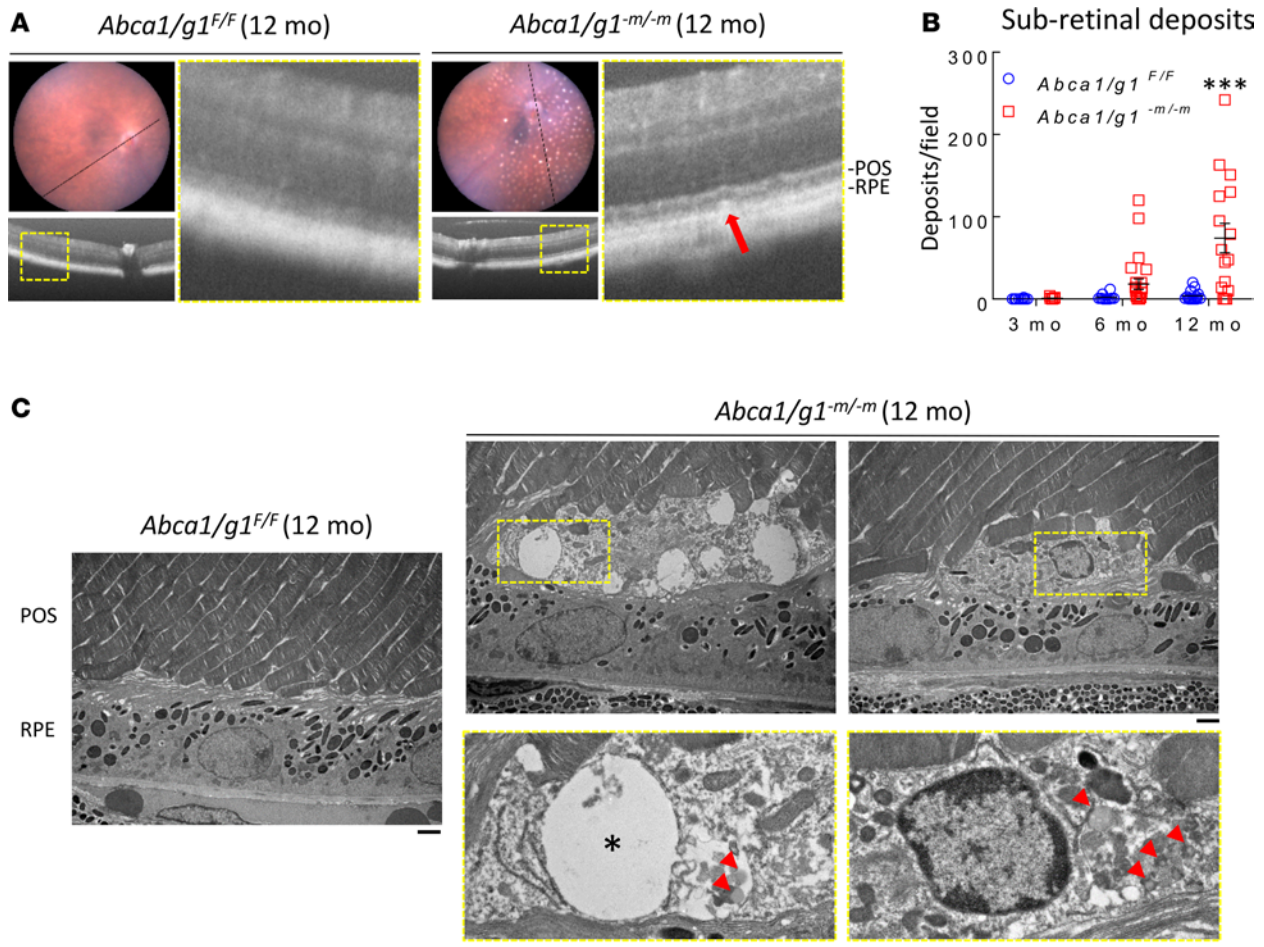 A
Abca1/g1F/F (12 mo)
Abca1/g1-m/-m (12 mo)
-POS
-RPE
B
Sub-retinal deposits
Deposits/field
300
200
100
0
Abca1/g1 F/F
Abca1/g1 -m/-m
***
3 mo
6 mo
12 mo
C
Abca1/g1-m/-m (12 mo)
Abca1/g1F/F (12 mo)
POS
RPE
*